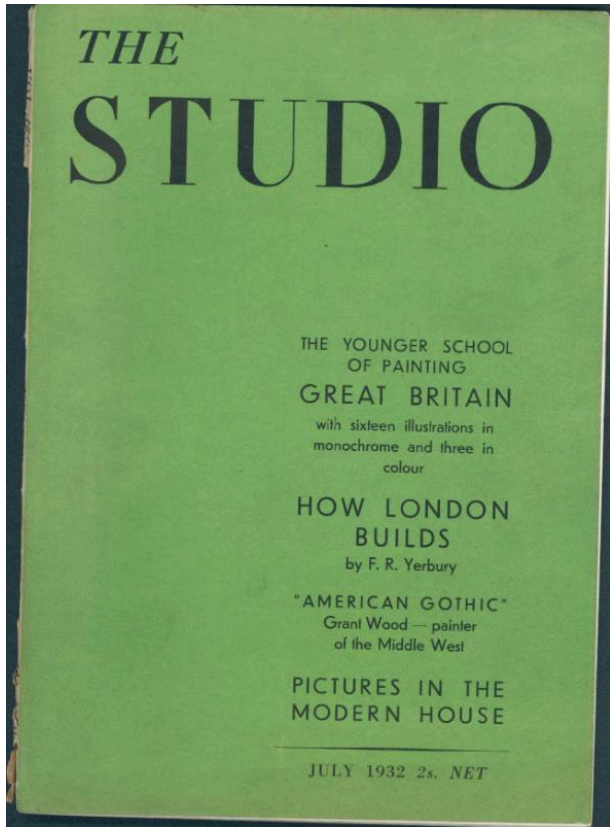 THE
STUDIO
THE YOUNGER SCHOOL
OF PAINTING
GREAT BRITAIN
with sixteen illustrations in
monochrome and three in
colour
HOW LONDON
BUILDS
by F. R. Yerbury
"AMERICAN GOTHIC"
Grant Wood — painter
of the Middle West
PICTURES IN THE
MODERN HOUSE
JULY 1932 2s. NET